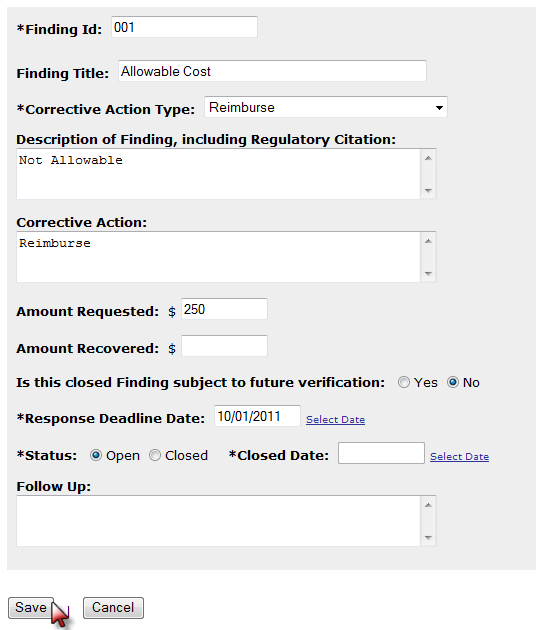 *Finding Id: 001
Finding Title: Allowable Cost
*Corrective Action Type: Reimburse
Description of Finding, including Regulatory Citation:
Not Allowable
Corrective Action:
Reimburse
Amount Requested: $ 250
Amount Recovered: $
Is this closed Finding subject to future verification: Yes No
*Response Deadline Date: 10/01/2011 Select Date
*Status: Open Closed *Closed Date: Select Date
Follow Up:
Save Cancel